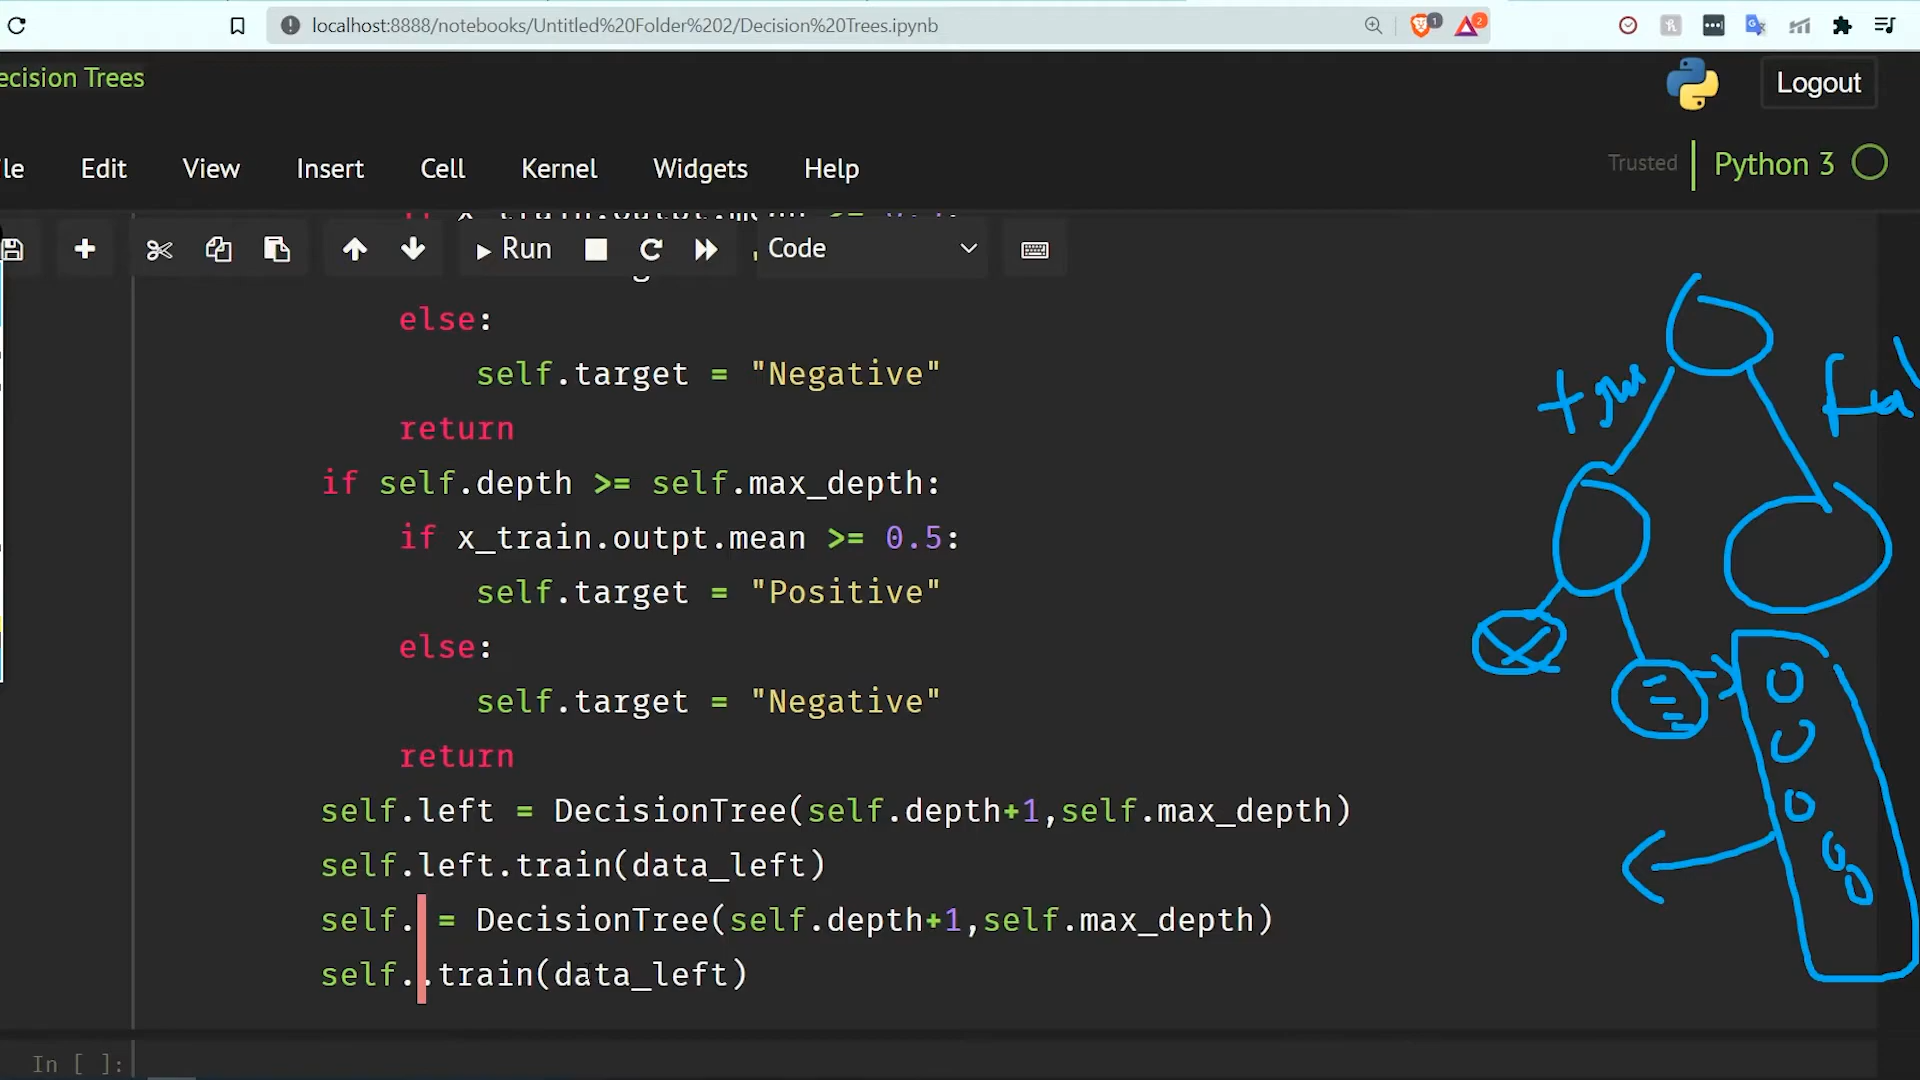 localhost:8888/notebooks/Untitled%20Folder%202/Decision%20Trees.ipynb
1
2
ecision Trees
Logout
le Edit View Insert Cell Kernel Widgets Help
Trusted Python 3
Run Code
else:
self.target = "Negative"
return
if self.depth >= self.max_depth:
if x_train.outpt.mean >= 0.5:
self.target = "Positive"
else:
self.target = "Negative"
return
self.left = DecisionTree(self.depth+1,self.max_depth)
self.left.train(data_left)
self. = DecisionTree(self.depth+1,self.max_depth)
self..train(data_left)
In [ ]: